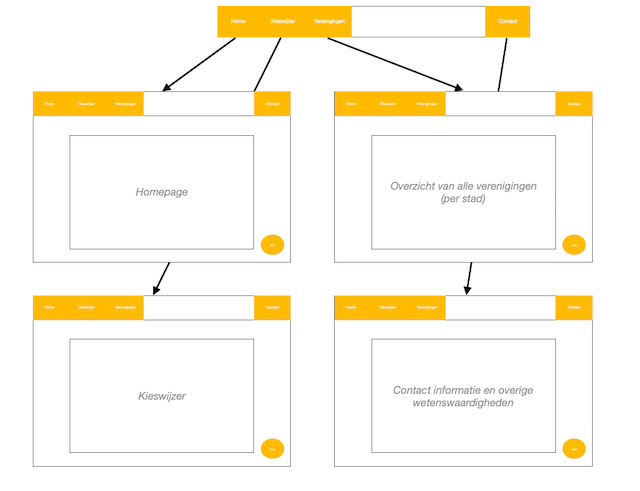 Home Kieswijzer Verenigingen Contact
Home Kieswijzer Verenigingen Contact
Homepage
Home Kieswijzer Verenigingen Contact
Overzicht van alle verenigingen
(per stad)
Home Kieswijzer Verenigingen Contact
Kieswijzer
Home Kieswijzer Verenigingen Contact
Contact informatie en overige
wetenswaardigheden